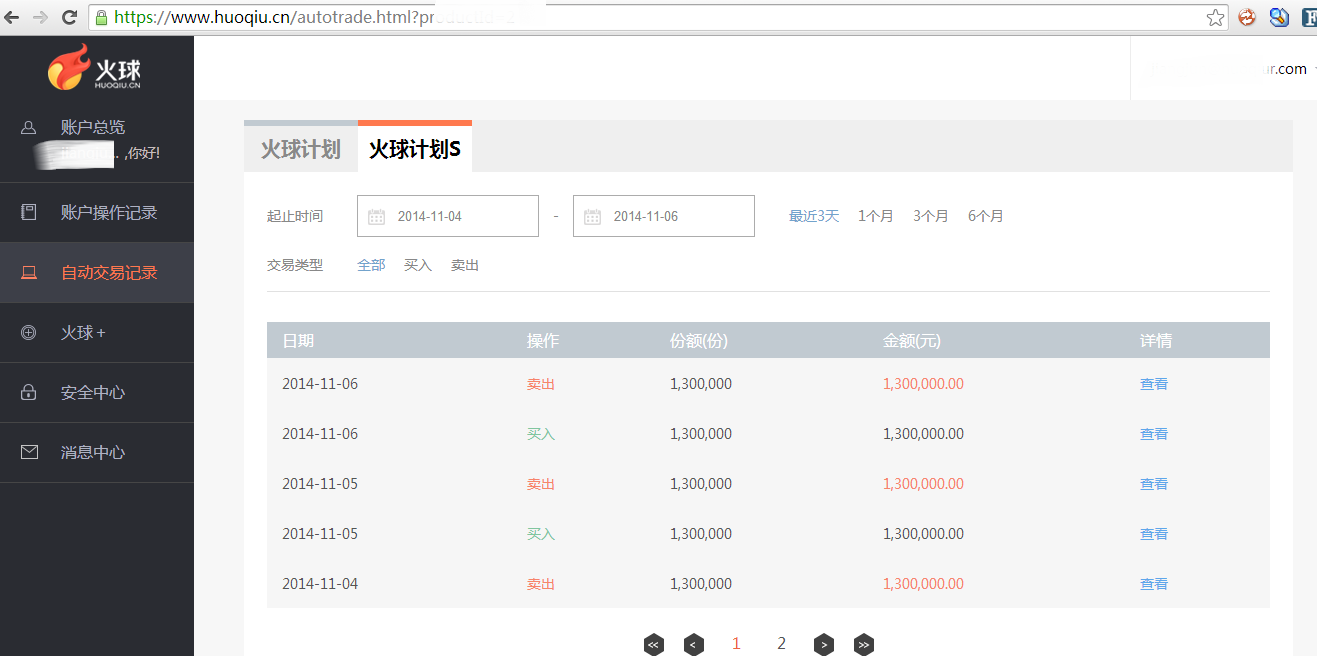 https://www.huoqiu.cn/autotrade.html?pr
火球
HUOQIU.CN
ur.com
账户总览
,你好!
账户操作记录
自动交易记录
火球+
安全中心
消息中心
火球计划 火球计划S
起止时间 2014-11-04 - 2014-11-06 最近3天 1个月 3个月 6个月
交易类型 全部 买入 卖出
日期 操作 份额(份) 金额(元) 详情
2014-11-06 卖出 1,300,000 1,300,000.00 查看
2014-11-06 买入 1,300,000 1,300,000.00 查看
2014-11-05 卖出 1,300,000 1,300,000.00 查看
2014-11-05 买入 1,300,000 1,300,000.00 查看
2014-11-04 卖出 1,300,000 1,300,000.00 查看
<< < 1 2 > >>